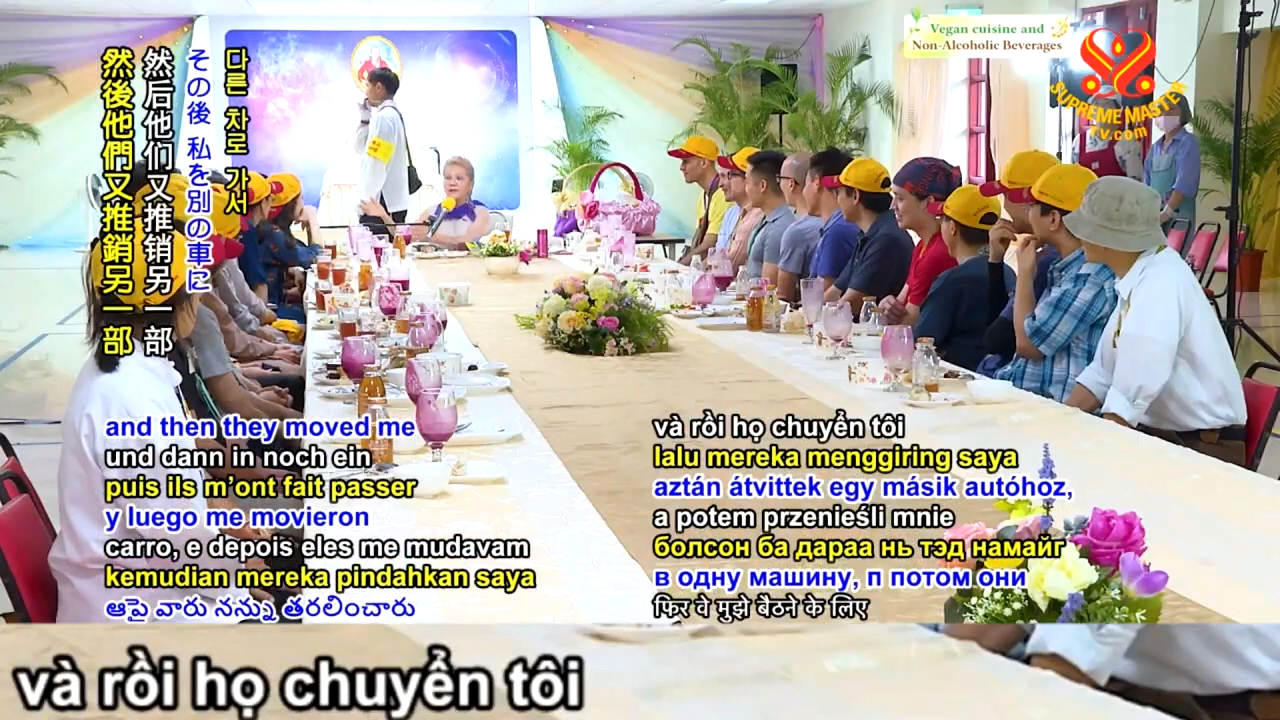 Vegan cuisine and
Non-Alcoholic Beverages
SUPREME MASTER
TV.com
다른 차로 가서
その後 私を別の車に
然后他们又推销另一部
然後他們又推銷另一部
and then they moved me
und dann in noch ein
puis ils m’ont fait passer
y luego me movieron
carro, e depois eles me mudavam
kemudian mereka pindahkan saya
ఆపై వారు నన్ను తరలించారు
và rồi họ chuyển tôi
lalu mereka menggiring saya
aztán átvittek egy másik autóhoz,
a potem przenieśli mnie
болсон ба дараа нь тэд намайг
в одну машину, п потом они
फिर वे मुझे बैठने के लिए
và rồi họ chuyển tôi